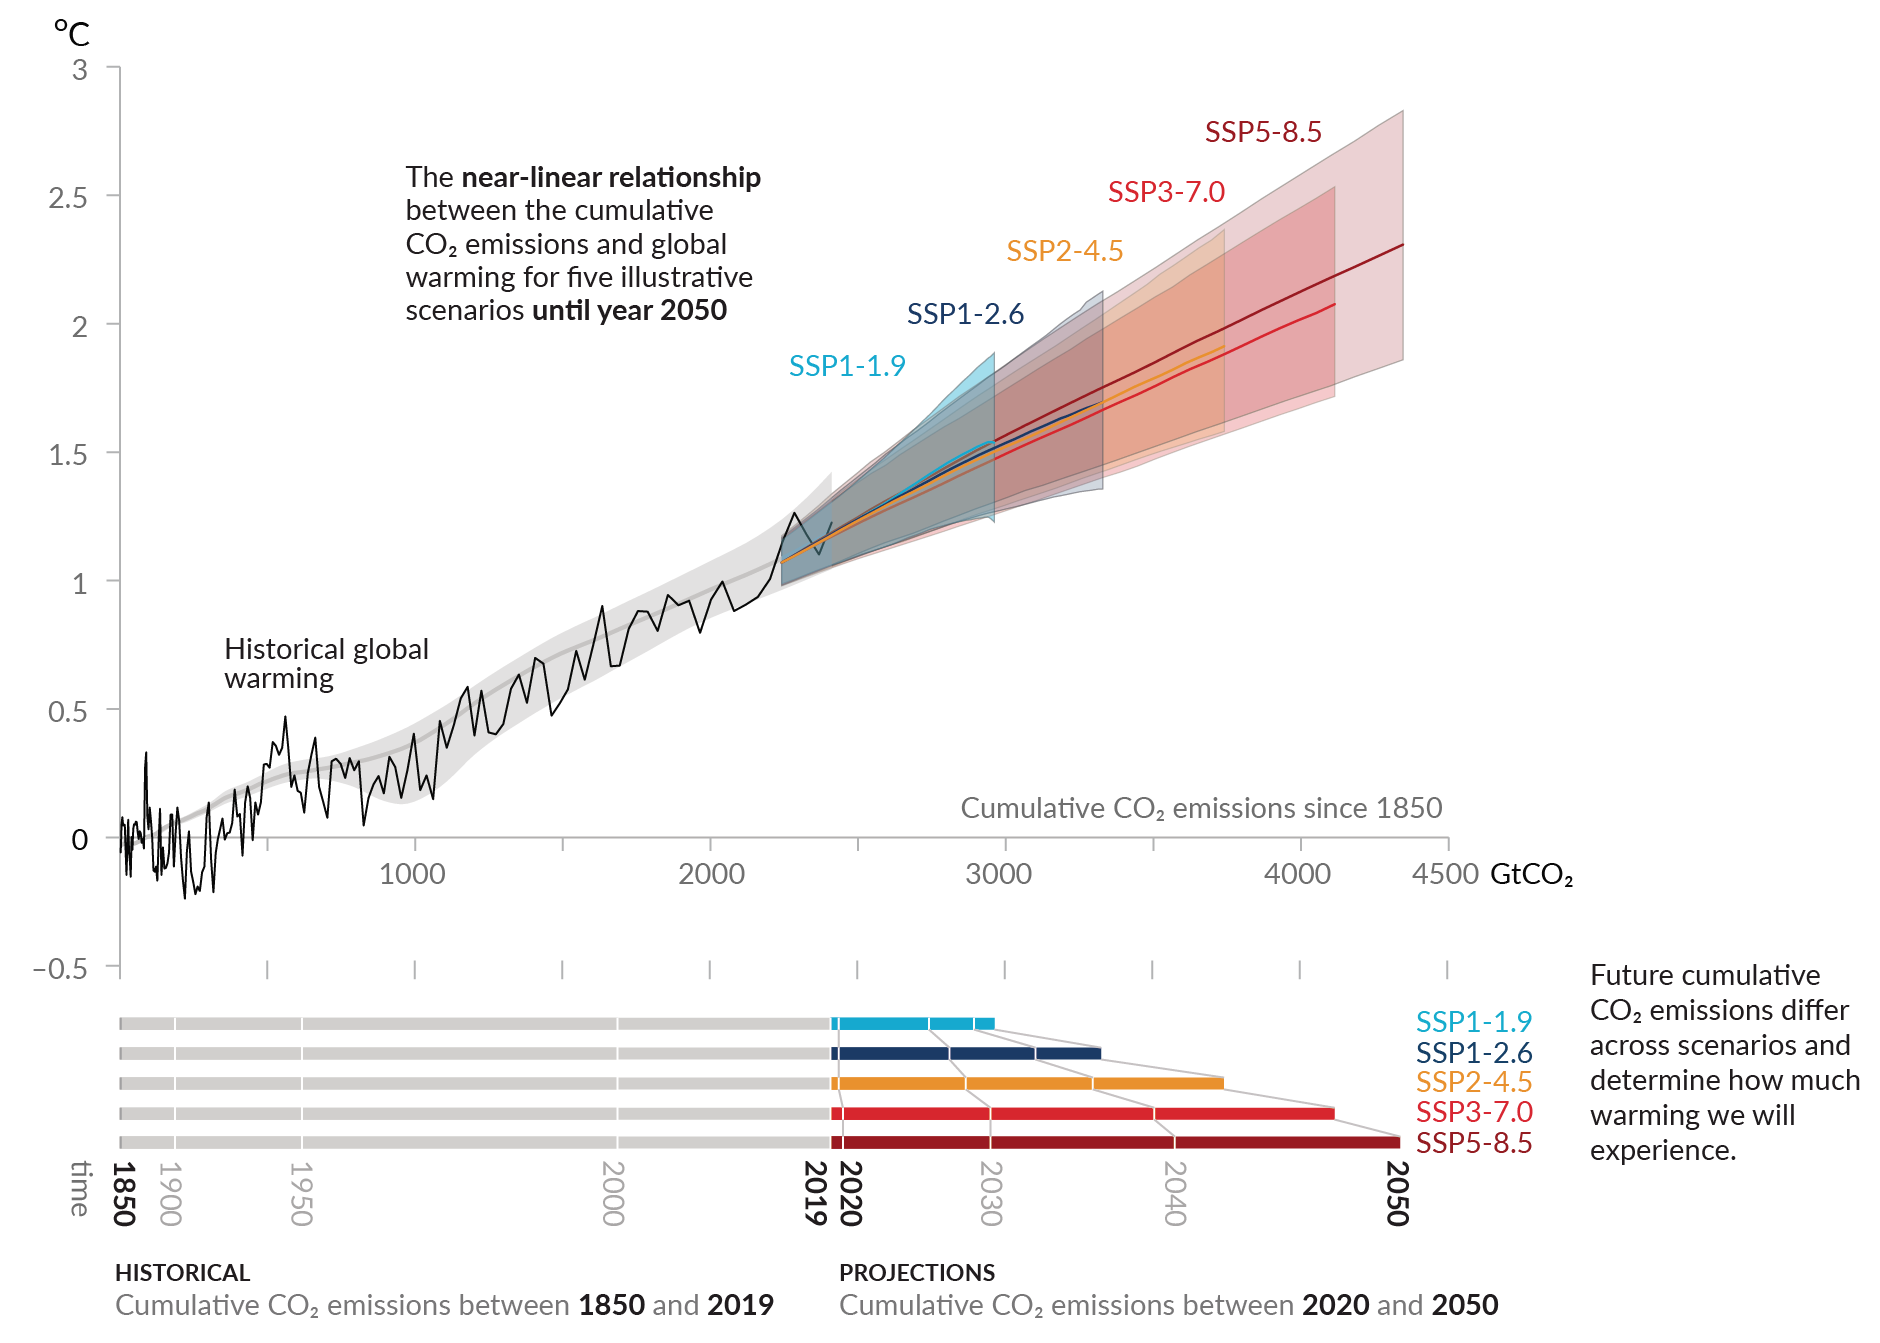 °C
3
2.5
2
1.5
1
0.5
0
−0.5
The near-linear relationship
between the cumulative
CO₂ emissions and global
warming for five illustrative
scenarios until year 2050
SSP5-8.5
SSP3-7.0
SSP2-4.5
SSP1-2.6
SSP1-1.9
Historical global
warming
Cumulative CO₂ emissions since 1850
1000 2000 3000 4000 4500 GtCO₂
SSP1-1.9
SSP1-2.6
SSP2-4.5
SSP3-7.0
SSP5-8.5
Future cumulative
CO₂ emissions differ
across scenarios and
determine how much
warming we will
experience.
time 1850 1900 1950 2000 2019 2020 2030 2040 2050
HISTORICAL
Cumulative CO₂ emissions between 1850 and 2019
PROJECTIONS
Cumulative CO₂ emissions between 2020 and 2050